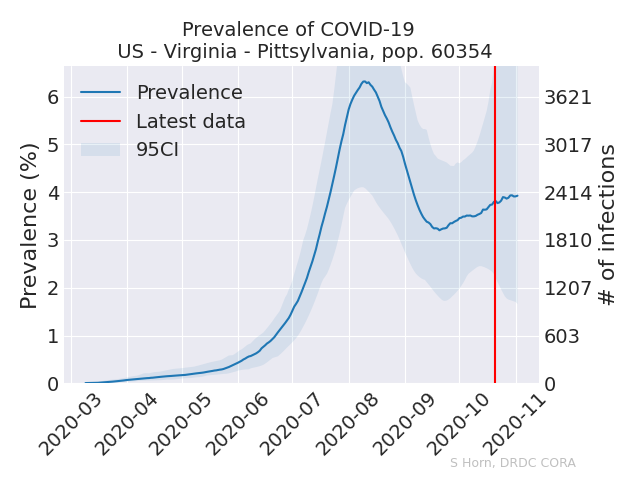 Prevalence of COVID-19
US - Virginia - Pittsylvania, pop. 60354
Prevalence
Latest data
95CI
Prevalence (%)
6
5
4
3
2
1
0
3621
3017
2414
1810
1207
603
0
# of infections
2020-03
2020-04
2020-05
2020-06
2020-07
2020-08
2020-09
2020-10
2020-11
S Horn, DRDC CORA